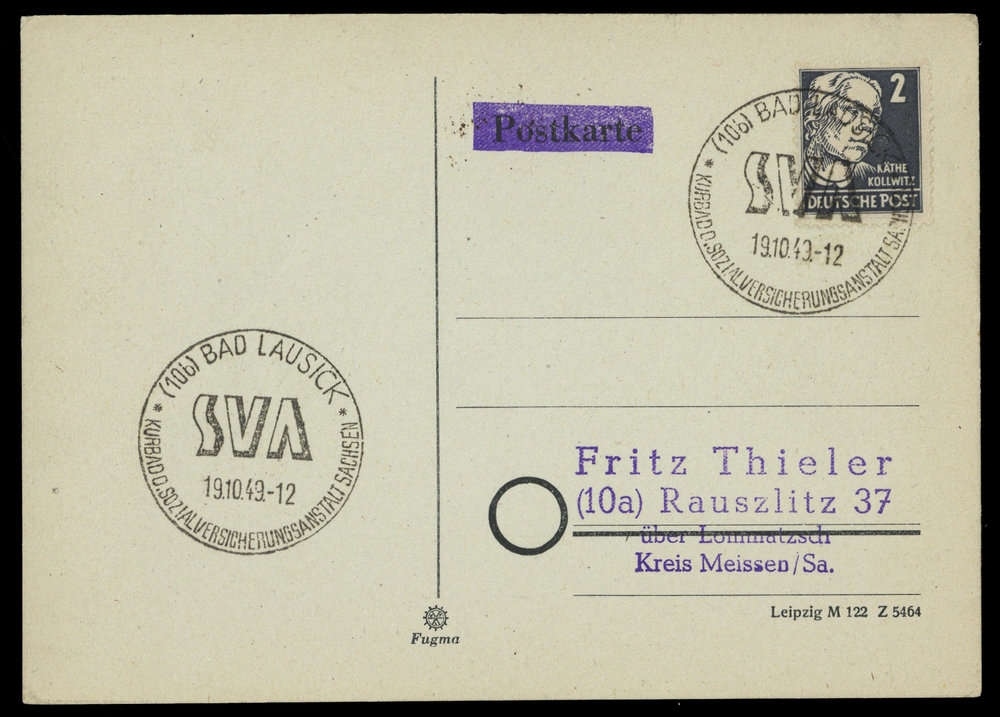 Postkarte
2
KÄTHE
KOLLWITZ
DEUTSCHE POST
(10b) BAD LAUSICK
SVA
19.10.49.-12
* KURBAD D. SOZIALVERSICHERUNGSANSTALT SACHSEN *
(10b) BAD LAUSICK
SVA
19.10.49.-12
* KURBAD D. SOZIALVERSICHERUNGSANSTALT SACHSEN *
Fritz Thieler
(10a) Rauszlitz 37
über Lommatzsch
Kreis Meissen/Sa.
Leipzig M 122 Z 5464
Fugma